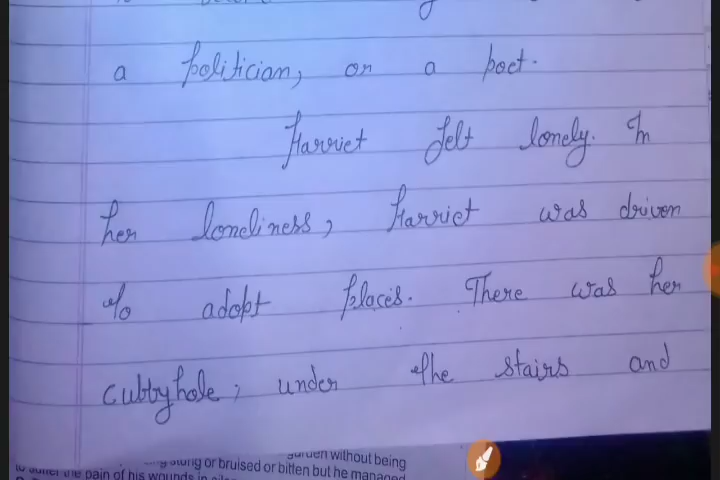 a politician, or a poet.
Harriet felt lonely. In
her loneliness, Harriet was driven
to adopt places. There was her
cubbyhole, under the stairs and
garden without being
stung or bruised or bitten but he managed
to suffer the pain of his wounds in